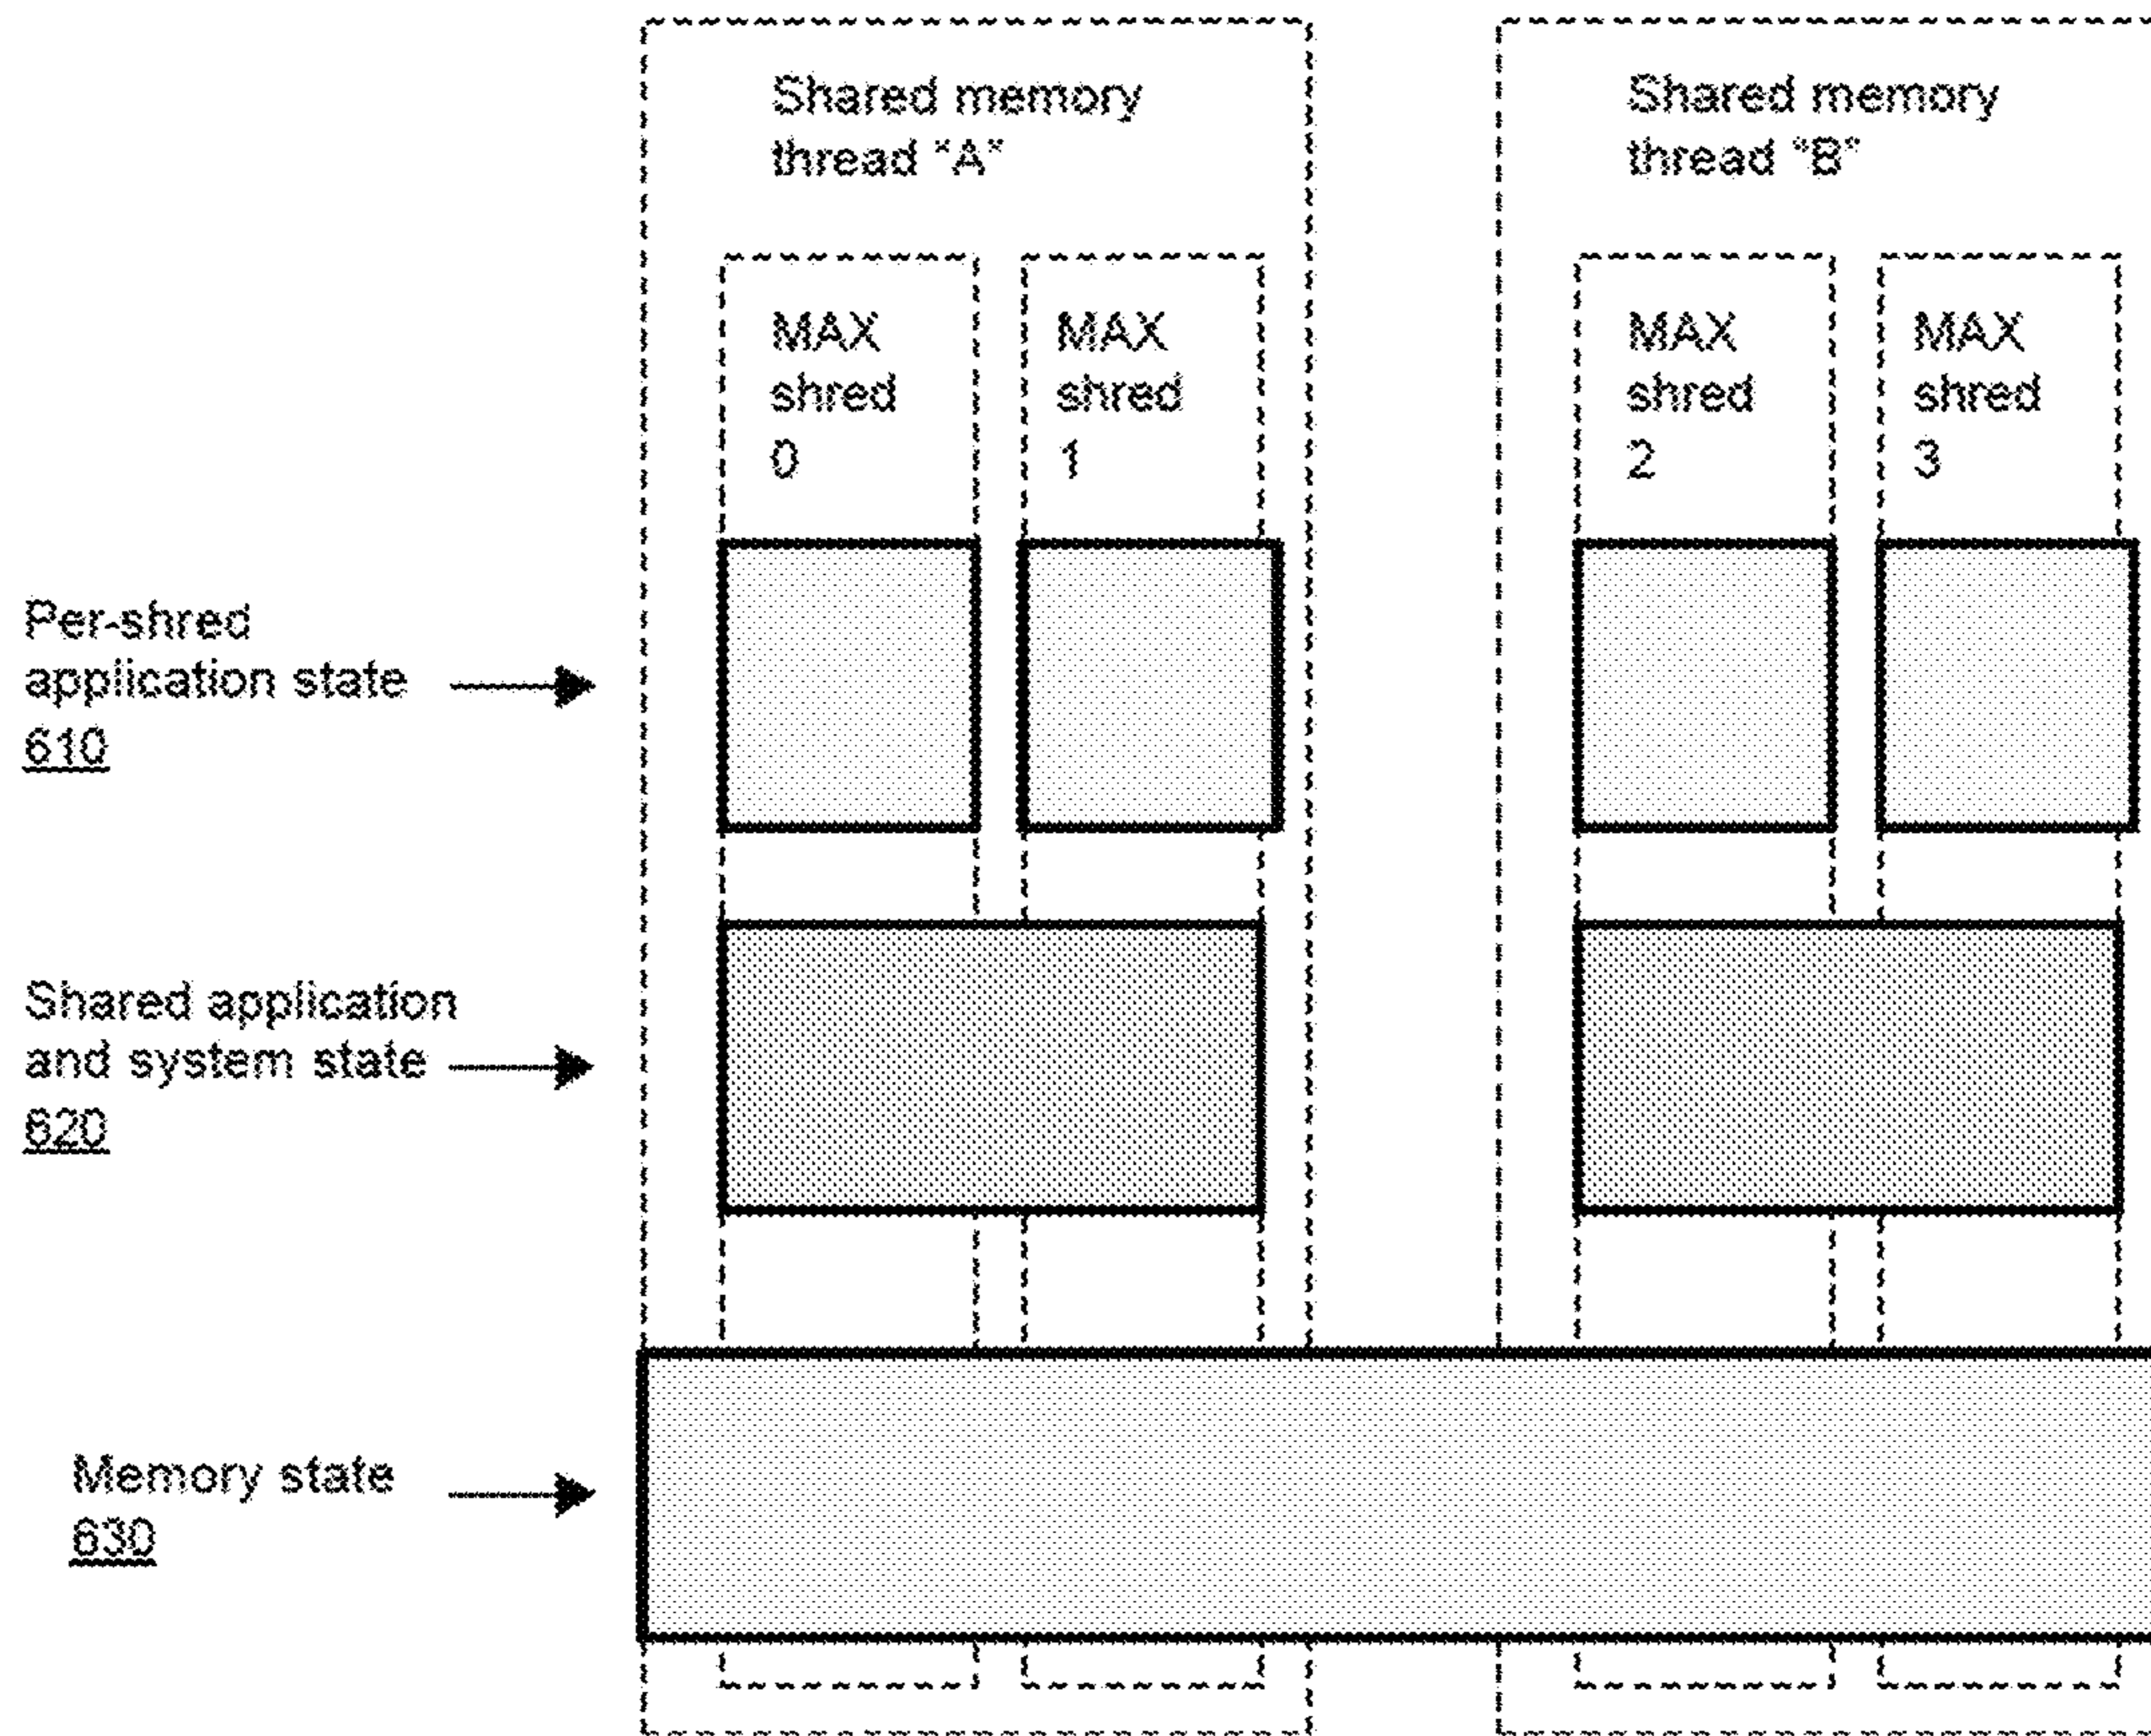 Shared memory
thread "A"
Shared memory
thread "B"
MAX
shred
0
MAX
shred
1
MAX
shred
2
MAX
shred
3
Per-shred
application state
610
Shared application
and system state
620
Memory state
630